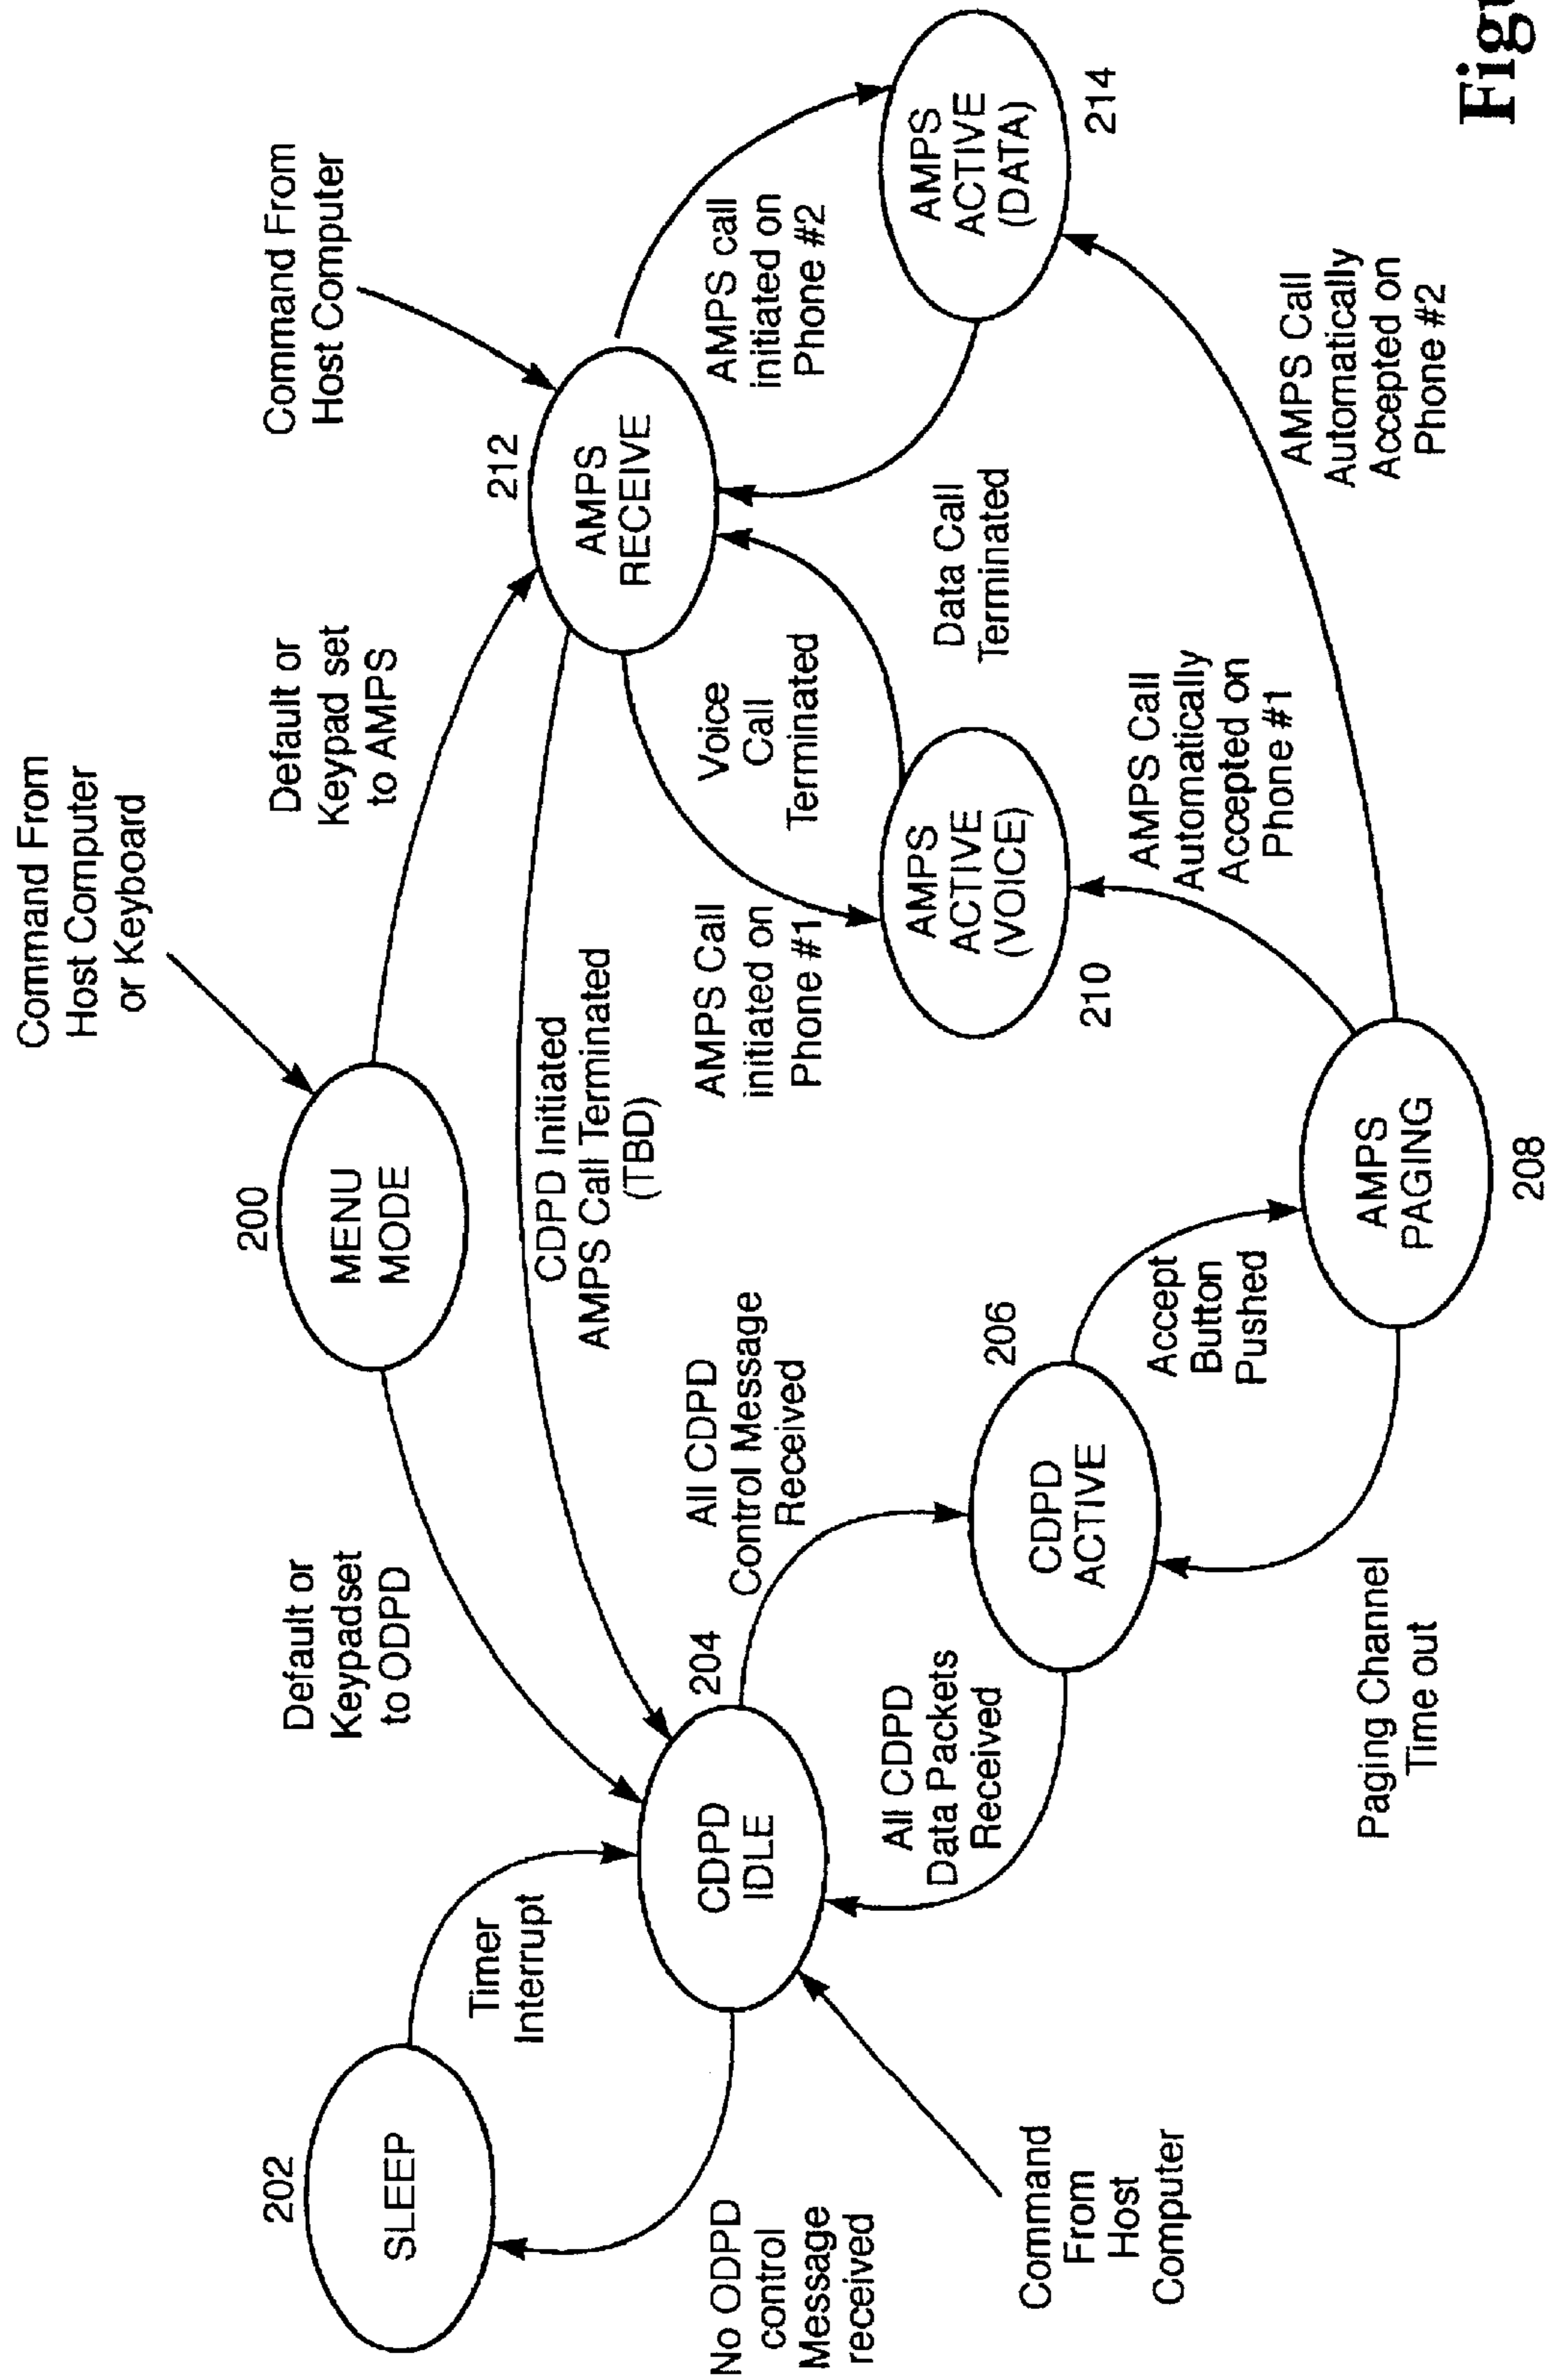 Command From
Host Computer
or Keyboard
200
MENU
MODE
Default or
Keypadset
to ODPD
Default or
Keypad set
to AMPS
Command From
Host Computer
202
SLEEP
Timer
Interrupt
No ODPD
control
Message
received
204
CDPD
IDLE
Command
From
Host
Computer
CDPD Initiated
AMPS Call Terminated
(TBD)
212
AMPS
RECEIVE
All CDPD
Control Message
Received
All CDPD
Data Packets
Received
206
CDPD
ACTIVE
Accept
Button
Pushed
Paging Channel
Time out
AMPS
PAGING
208
AMPS Call
initiated on
Phone #1
Voice
Call
Terminated
AMPS
ACTIVE
(VOICE)
210
AMPS Call
Automatically
Accepted on
Phone #1
Data Call
Terminated
AMPS call
initiated on
Phone #2
AMPS
ACTIVE
(DATA)
214
AMPS Call
Automatically
Accepted on
Phone #2